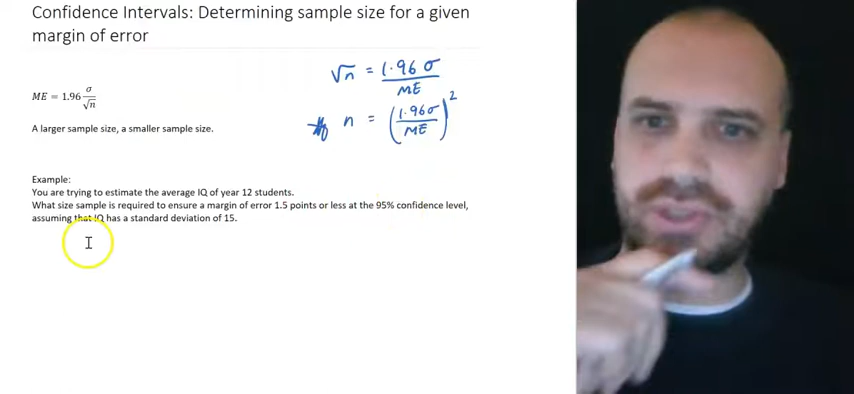 Confidence Intervals: Determining sample size for a given
margin of error
√n = 1.96 σ / ME
ME = 1.96 σ/√n
n = (1.96σ / ME)²
A larger sample size, a smaller sample size.
Example:
You are trying to estimate the average IQ of year 12 students.
What size sample is required to ensure a margin of error 1.5 points or less at the 95% confidence level,
assuming that IQ has a standard deviation of 15.